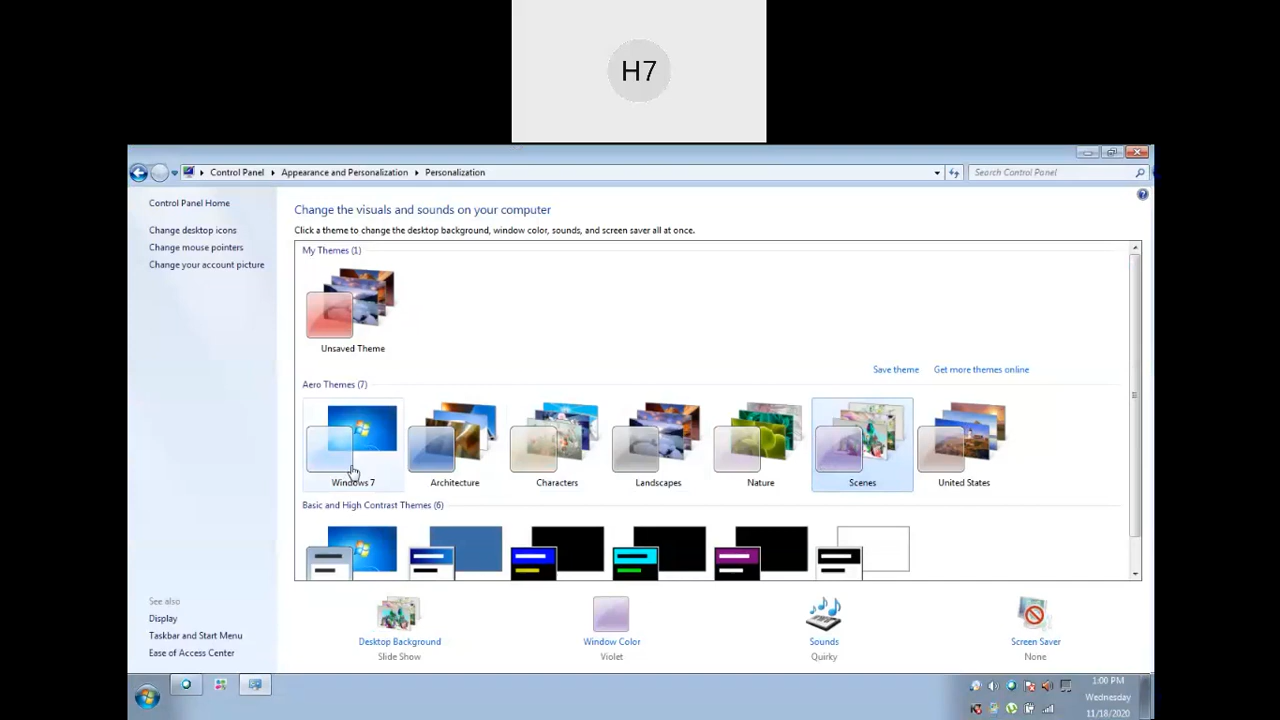 H7
Control Panel
Appearance and Personalization
Personalization
Search Control Panel
Control Panel Home
Change desktop icons
Change mouse pointers
Change your account picture
Change the visuals and sounds on your computer
Click a theme to change the desktop background, window color, sounds, and screen saver all at once.
My Themes (1)
Unsaved Theme
Save theme
Get more themes online
Aero Themes (7)
Windows 7
Architecture
Characters
Landscapes
Nature
Scenes
United States
Basic and High Contrast Themes (6)
See also
Display
Taskbar and Start Menu
Ease of Access Center
Desktop Background
Slide Show
Window Color
Violet
Sounds
Quirky
Screen Saver
None
1:00 PM
Wednesday
11/18/2020